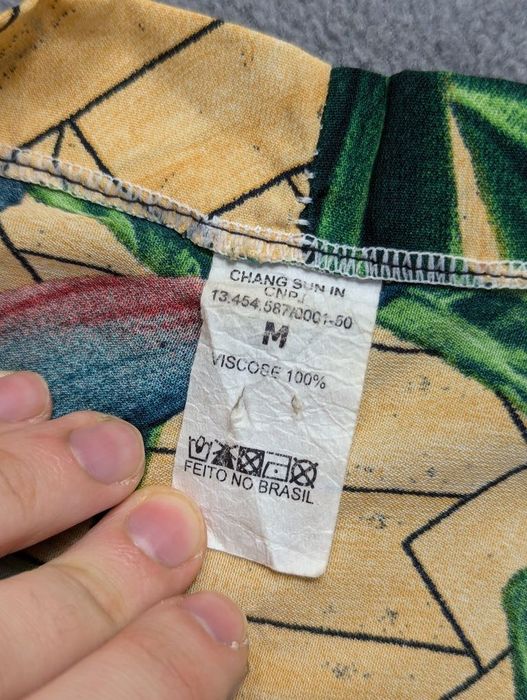 CHANG SUN IN
CNPJ
13.454.587/0001-50
M
VISCOSE 100%
FEITO NO BRASIL